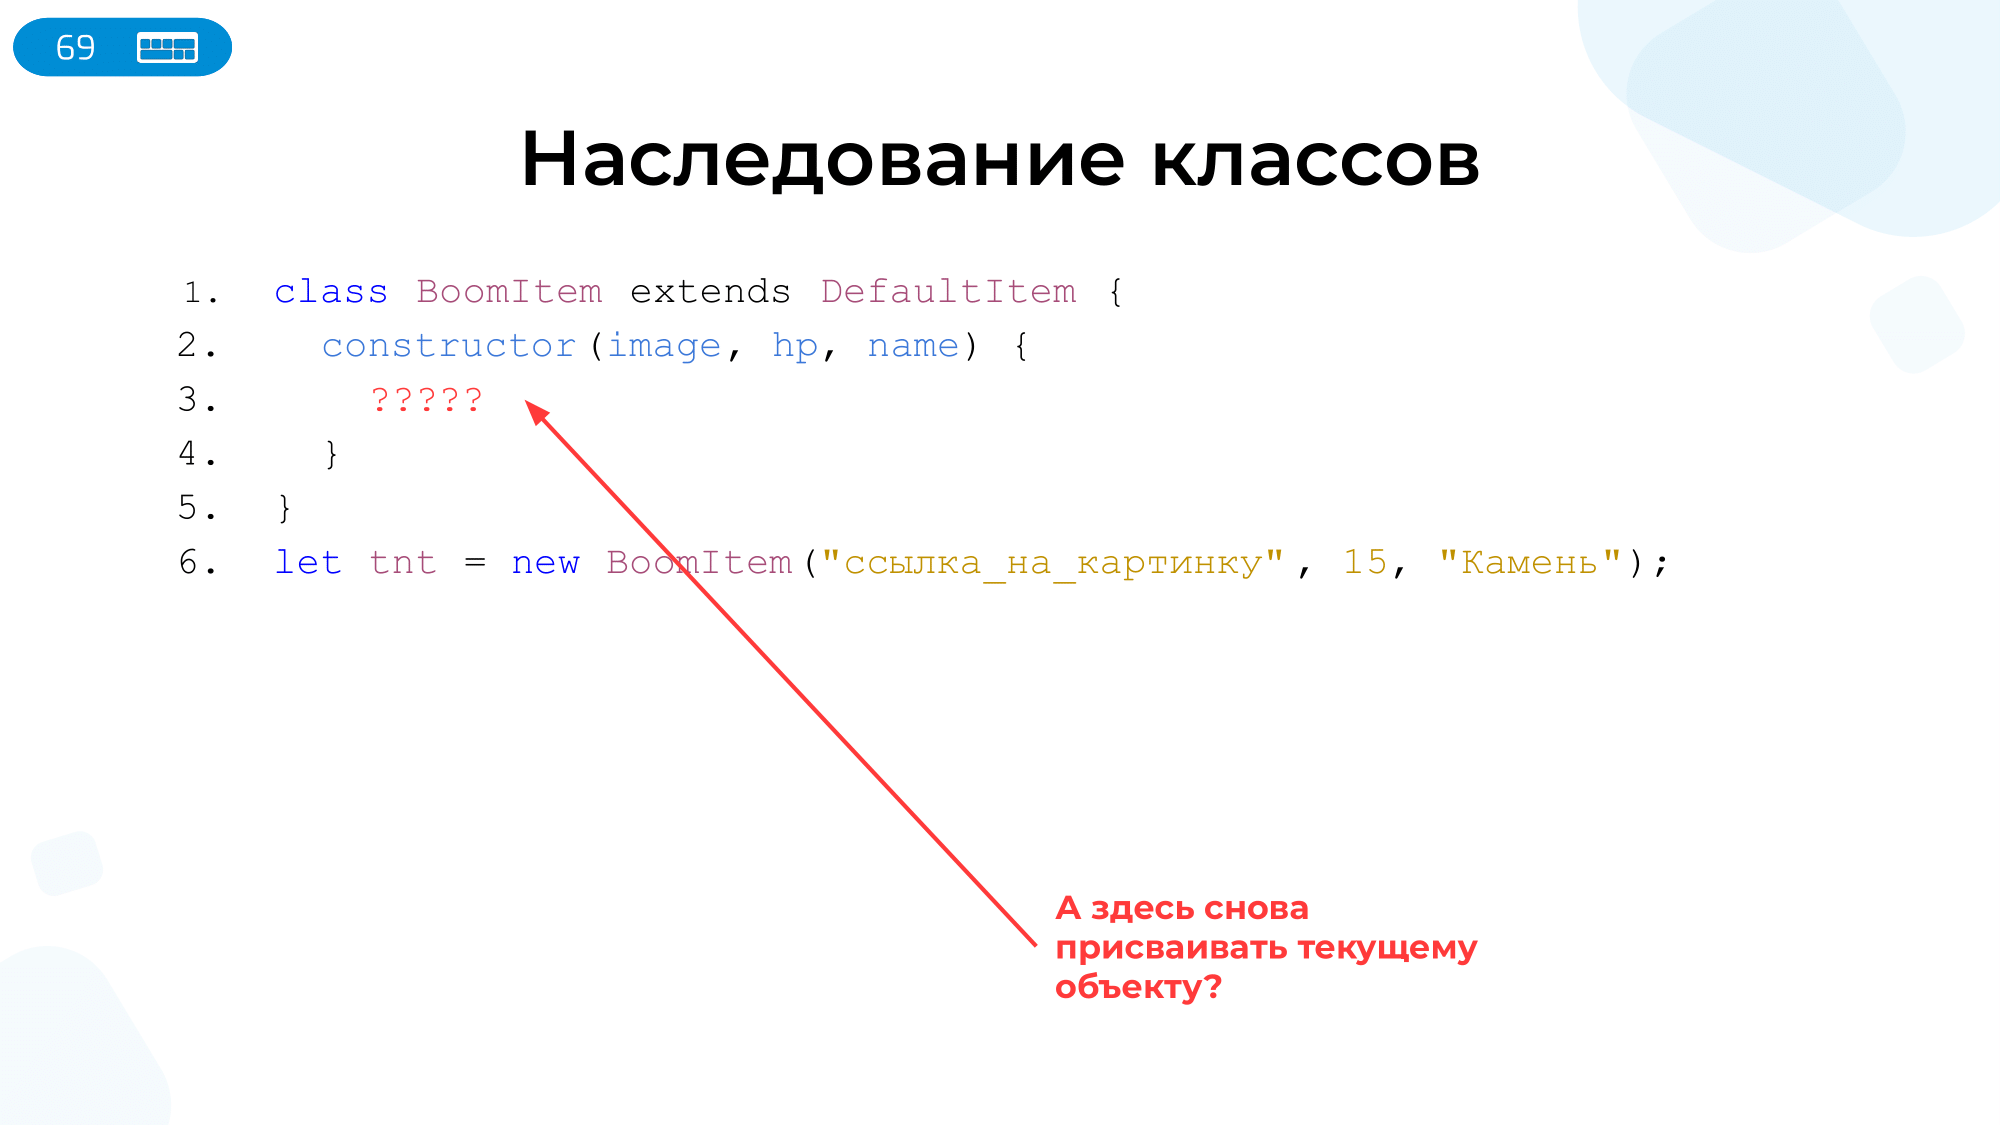 69
Наследование классов
1. class BoomItem extends DefaultItem {
2. constructor(image, hp, name) {
3. ?????
4. }
5. }
6. let tnt = new BoomItem("ссылка_на_картинку", 15, "Камень");
А здесь снова
присваивать текущему
объекту?